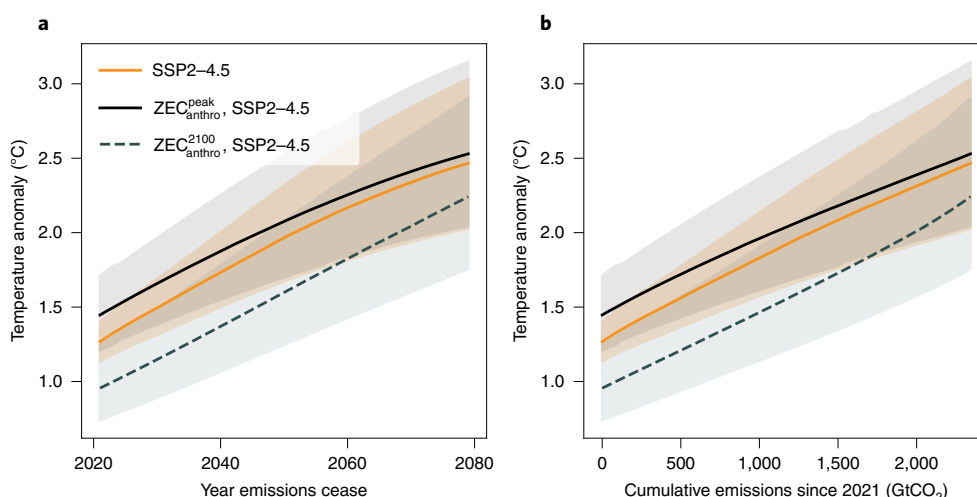 a
b
SSP2–4.5
ZEC^peak_anthro, SSP2–4.5
ZEC^2100_anthro, SSP2–4.5
Temperature anomaly (°C)
3.0
2.5
2.0
1.5
1.0
2020
2040
2060
2080
Year emissions cease
Temperature anomaly (°C)
3.0
2.5
2.0
1.5
1.0
0
500
1,000
1,500
2,000
Cumulative emissions since 2021 (GtCO2)